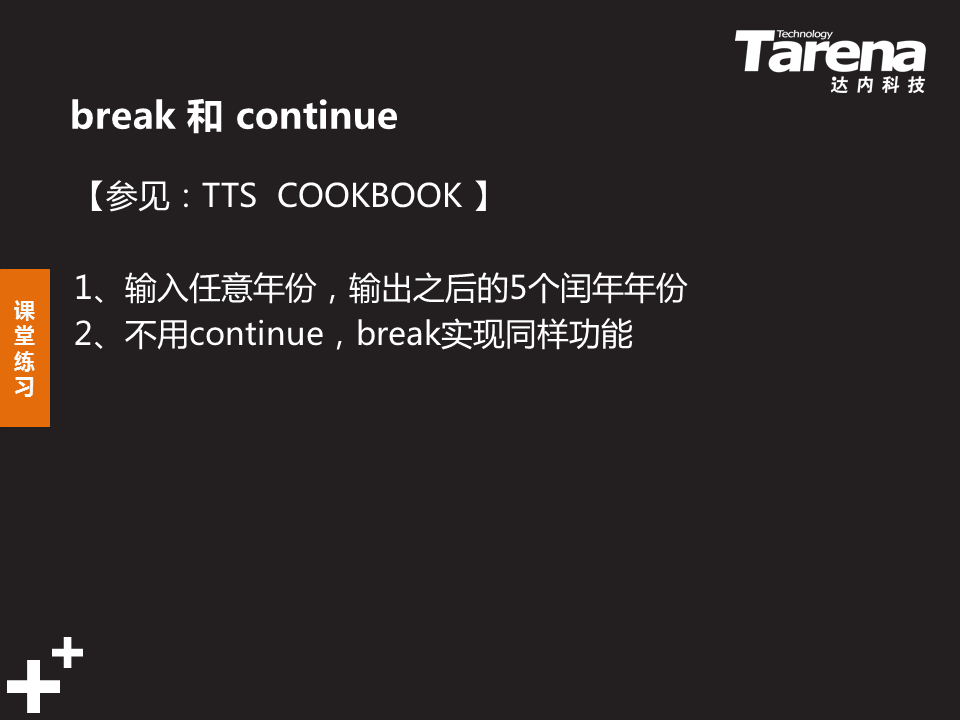 Technology
Tarena
达内科技
break 和 continue
【参见：TTS COOKBOOK 】
1、输入任意年份，输出之后的5个闰年年份
2、不用continue，break实现同样功能
课
堂
练
习